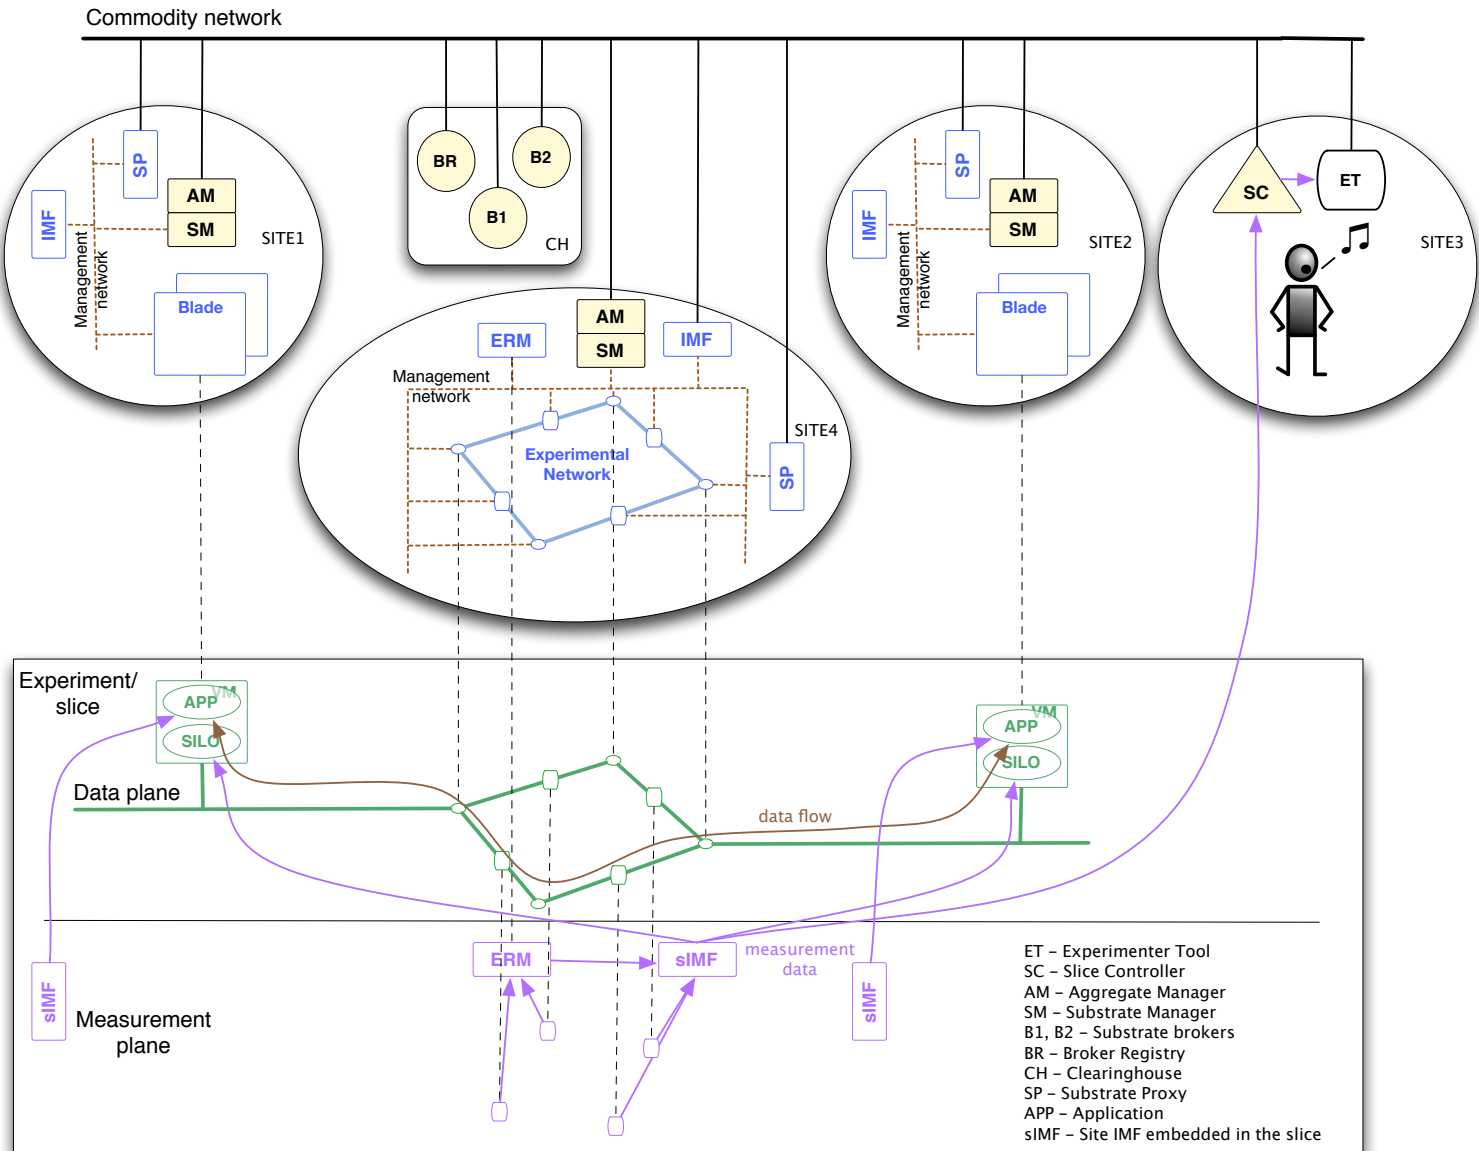 Commodity network
SP
AM
SM
IMF
SITE1
Management
network
Blade
BR
B2
B1
CH
SP
AM
SM
IMF
SITE2
Management
network
Blade
SC
ET
SITE3
AM
SM
ERM
IMF
Management
network
SITE4
Experimental
Network
SP
Experiment/
slice
VM
APP
SILO
VM
APP
SILO
Data plane
data flow
ERM
sIMF
measurement
data
sIMF
sIMF
Measurement
plane
ET – Experimenter Tool
SC – Slice Controller
AM – Aggregate Manager
SM – Substrate Manager
B1, B2 – Substrate brokers
BR – Broker Registry
CH – Clearinghouse
SP – Substrate Proxy
APP – Application
sIMF – Site IMF embedded in the slice